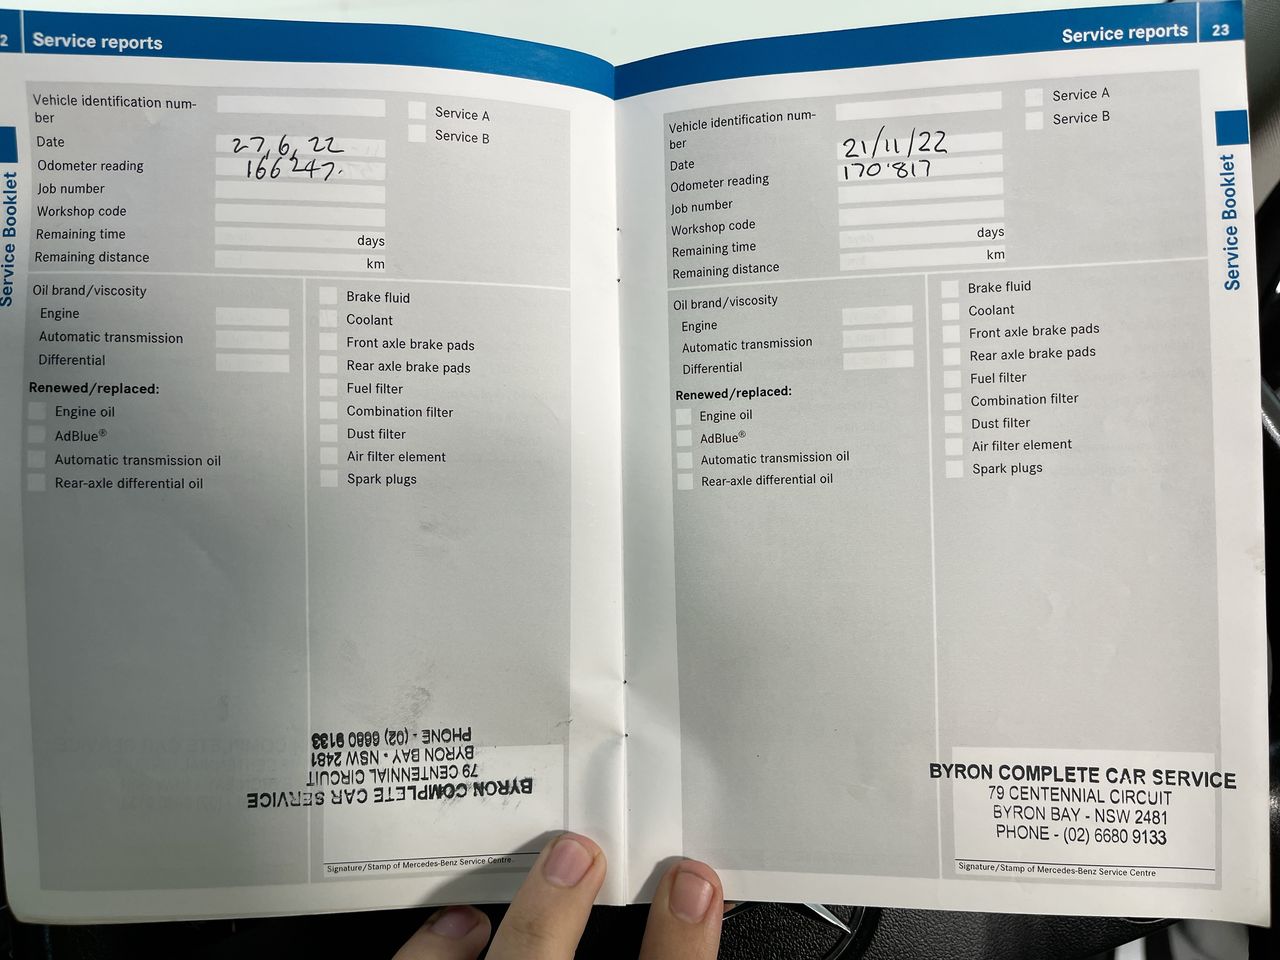 2 Service reports
Vehicle identification num-
ber
Date 27,6,22
Odometer reading 166247.
Job number
Workshop code
Remaining time days
Remaining distance km
Service A
Service B
Oil brand/viscosity
Engine
Automatic transmission
Differential
Renewed/replaced:
Engine oil
AdBlue®
Automatic transmission oil
Rear-axle differential oil
Brake fluid
Coolant
Front axle brake pads
Rear axle brake pads
Fuel filter
Combination filter
Dust filter
Air filter element
Spark plugs
BYRON COMPLETE CAR SERVICE
79 CENTENNIAL CIRCUIT
BYRON BAY - NSW 2481
PHONE - (02) 6680 9133
Signature/Stamp of Mercedes-Benz Service Centre
Service Booklet
Service reports 23
Vehicle identification num-
ber
Date 21/11/22
Odometer reading 170'817
Job number
Workshop code
Remaining time days
Remaining distance km
Service A
Service B
Oil brand/viscosity
Engine
Automatic transmission
Differential
Renewed/replaced:
Engine oil
AdBlue®
Automatic transmission oil
Rear-axle differential oil
Brake fluid
Coolant
Front axle brake pads
Rear axle brake pads
Fuel filter
Combination filter
Dust filter
Air filter element
Spark plugs
BYRON COMPLETE CAR SERVICE
79 CENTENNIAL CIRCUIT
BYRON BAY - NSW 2481
PHONE - (02) 6680 9133
Signature/Stamp of Mercedes-Benz Service Centre
Service Booklet